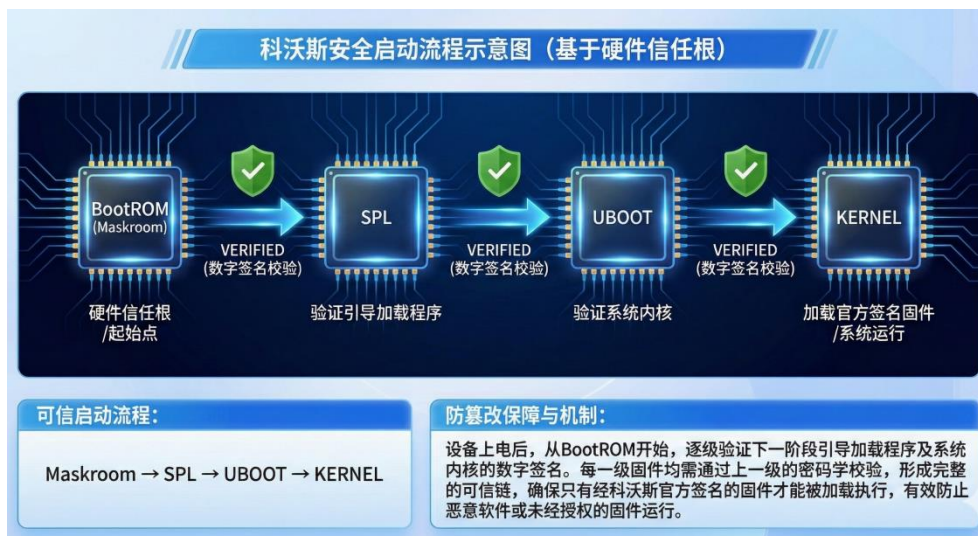 科沃斯安全启动流程示意图（基于硬件信任根）
BootROM
(Maskroom)
VERIFIED
(数字签名校验)
SPL
VERIFIED
(数字签名校验)
UBOOT
VERIFIED
(数字签名校验)
KERNEL
硬件信任根
/起始点
验证引导加载程序
验证系统内核
加载官方签名固件
/系统运行
可信启动流程：
Maskroom → SPL → UBOOT → KERNEL
防篡改保障与机制：
设备上电后，从BootROM开始，逐级验证下一阶段引导加载程序及系统
内核的数字签名。每一级固件均需通过上一级的密码学校验，形成完整
的可信链，确保只有经科沃斯官方签名的固件才能被加载执行，有效防止
恶意软件或未经授权的固件运行。